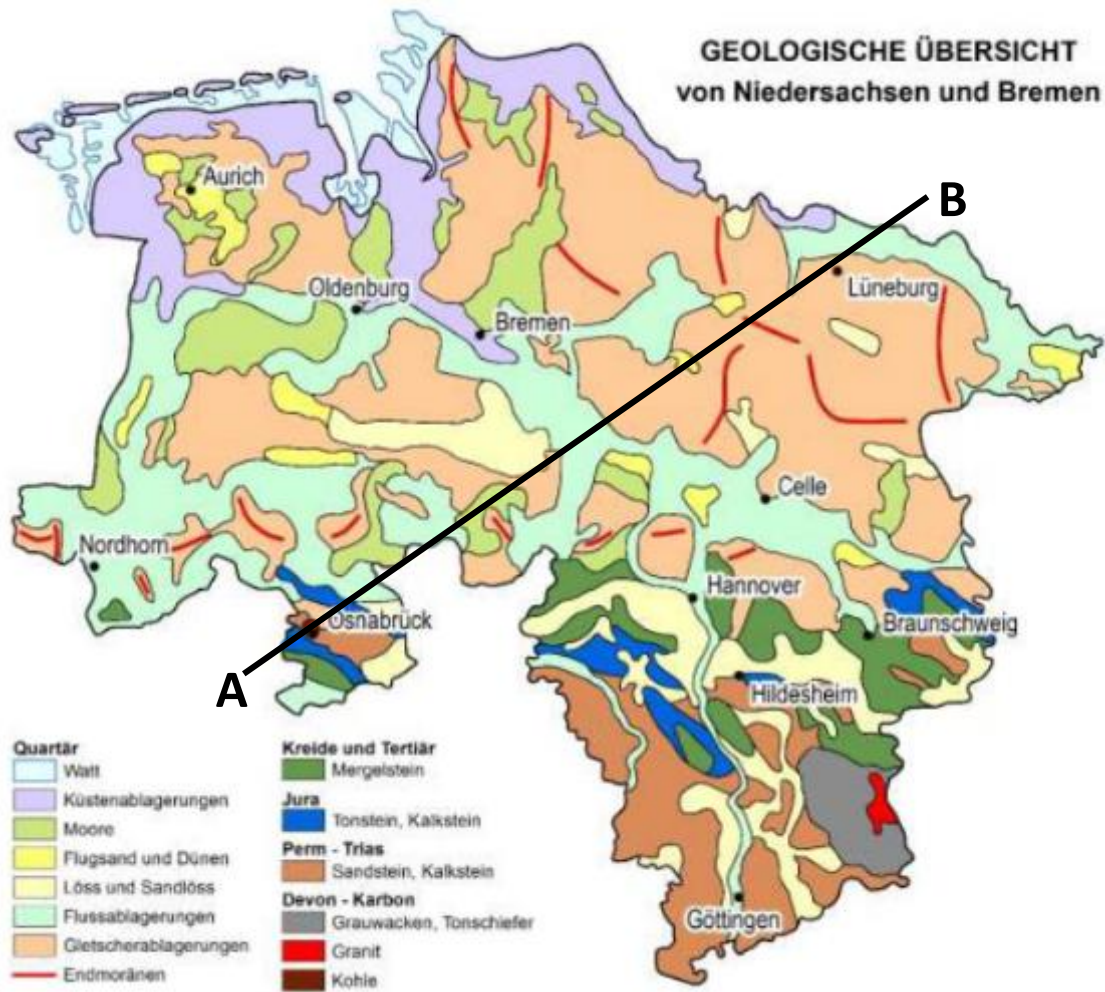 GEOLOGISCHE ÜBERSICHT
von Niedersachsen und Bremen
Aurich
B
Lüneburg
Oldenburg
Bremen
Celle
Nordhorn
Hannover
Osnabrück
Braunschweig
A
Hildesheim
Göttingen
Quartär
Watt
Küstenablagerungen
Moore
Flugsand und Dünen
Löss und Sandlöss
Flussablagerungen
Gletscherablagerungen
Endmoränen
Kreide und Tertiär
Mergelstein
Jura
Tonstein, Kalkstein
Perm - Trias
Sandstein, Kalkstein
Devon - Karbon
Grauwacken, Tonschiefer
Granit
Kohle